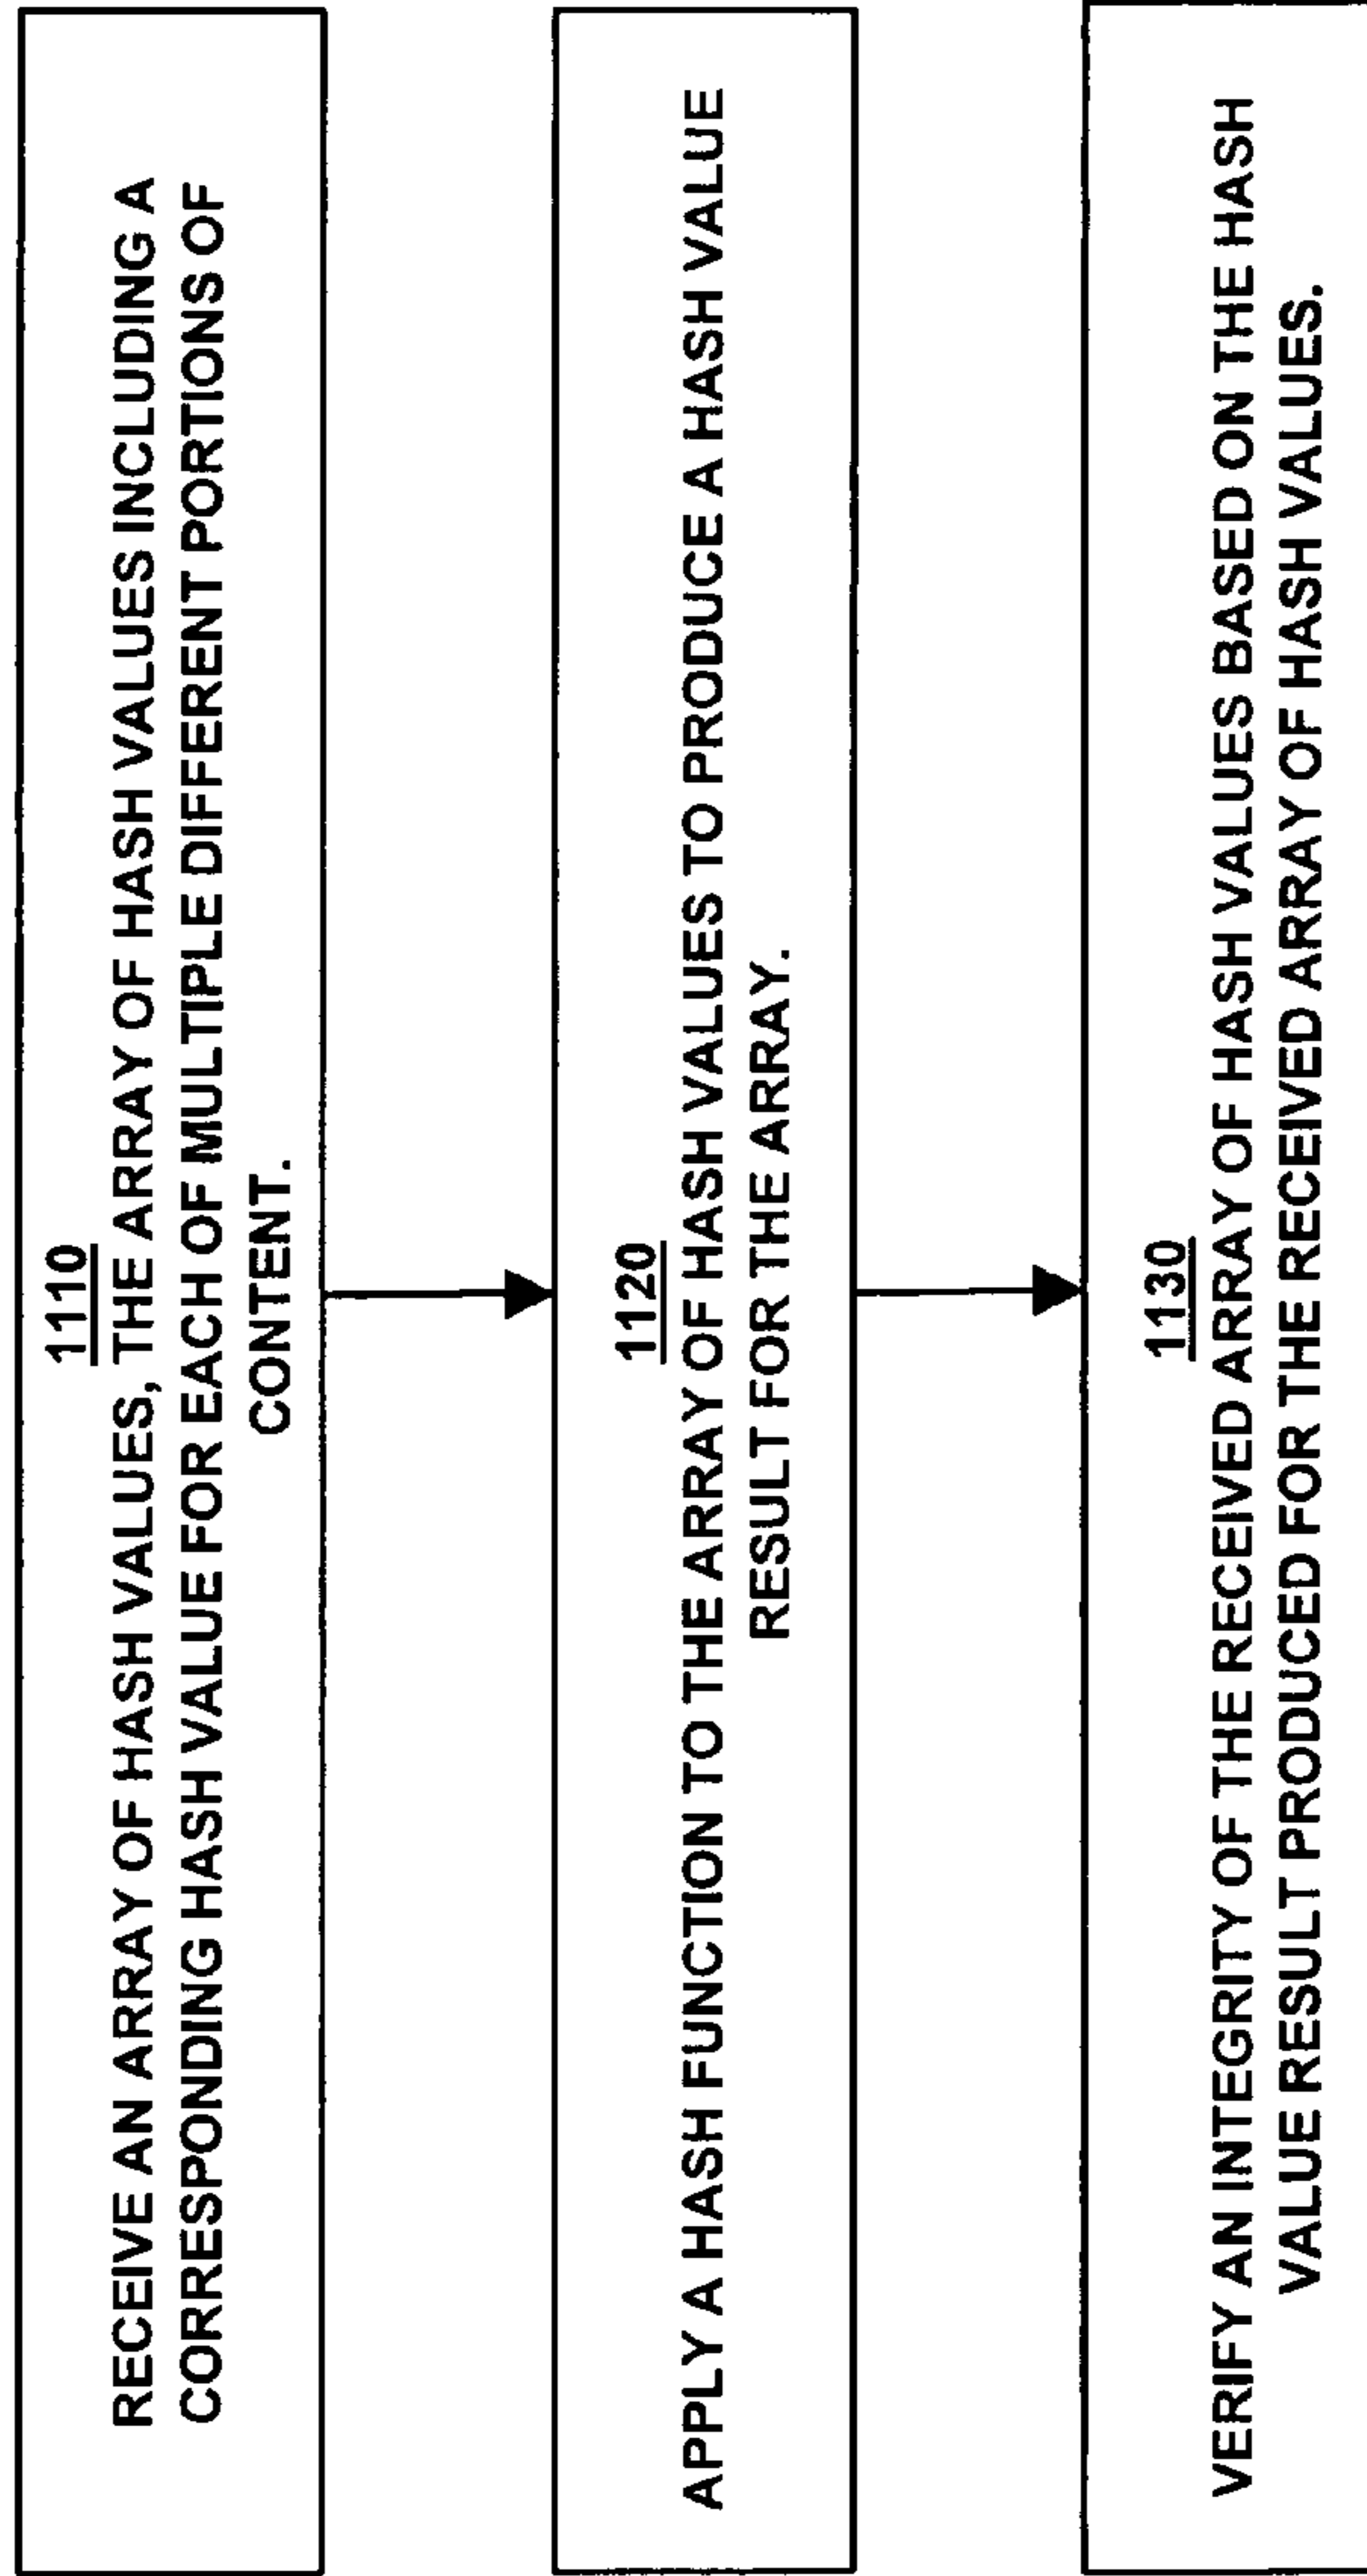 1110
RECEIVE AN ARRAY OF HASH VALUES, THE ARRAY OF HASH VALUES INCLUDING A
CORRESPONDING HASH VALUE FOR EACH OF MULTIPLE DIFFERENT PORTIONS OF
CONTENT.
1120
APPLY A HASH FUNCTION TO THE ARRAY OF HASH VALUES TO PRODUCE A HASH VALUE
RESULT FOR THE ARRAY.
1130
VERIFY AN INTEGRITY OF THE RECEIVED ARRAY OF HASH VALUES BASED ON THE HASH
VALUE RESULT PRODUCED FOR THE RECEIVED ARRAY OF HASH VALUES.